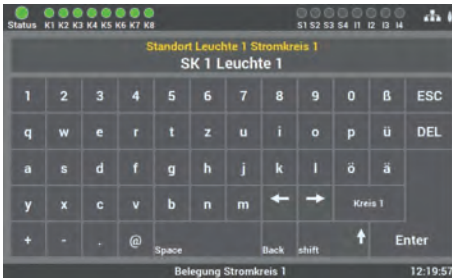 Status K1 K2 K3 K4 K5 K6 K7 K8 S1 S2 S3 S4 I1 I2 I3 I4
Standort Leuchte 1 Stromkreis 1
SK 1 Leuchte 1
1 2 3 4 5 6 7 8 9 0 ß ESC
q w e r t z u i o p ü DEL
a s d f g h j k l ö ä
y x c v b n m ← → Kreis 1
+ - . @ Space Back shift ↑ Enter
Belegung Stromkreis 1 12:19:57